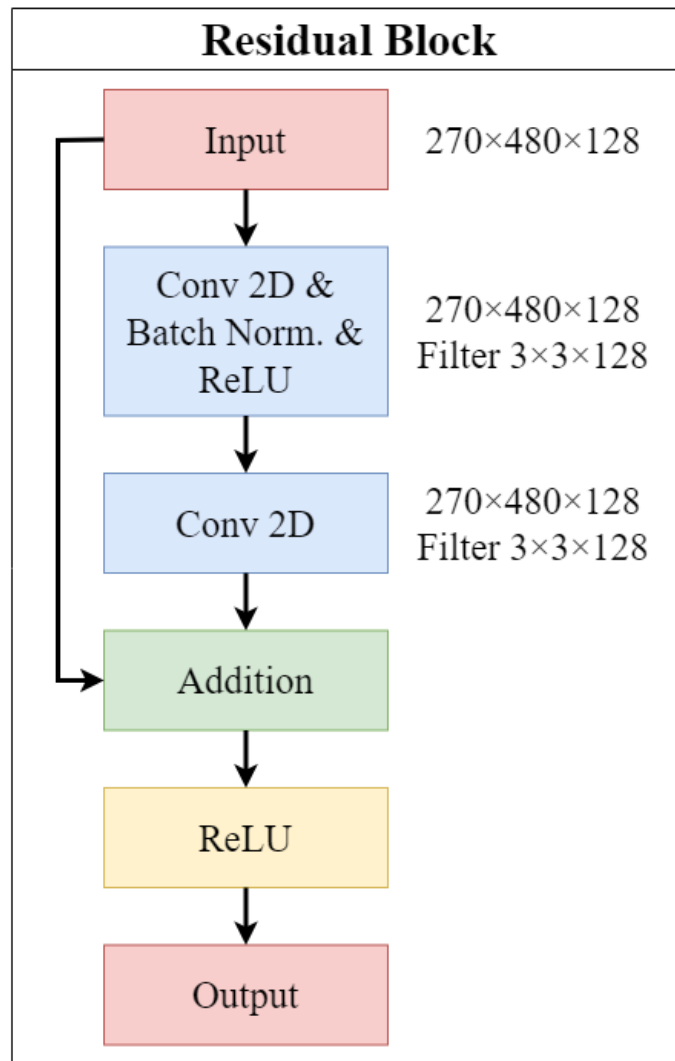 Residual Block
Input
270×480×128
Conv 2D &
Batch Norm. &
ReLU
270×480×128
Filter 3×3×128
Conv 2D
270×480×128
Filter 3×3×128
Addition
ReLU
Output